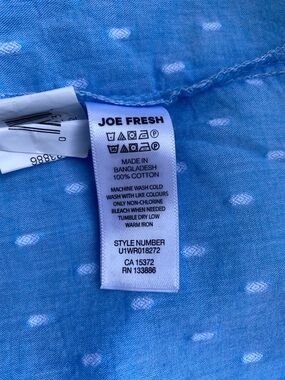 JOE FRESH
MADE IN
BANGLADESH
100% COTTON
MACHINE WASH COLD
WASH WITH LIKE COLOURS
ONLY NON-CHLORINE
BLEACH WHEN NEEDED
TUMBLE DRY LOW
WARM IRON
STYLE NUMBER
U1WR018272
CA 15372
RN 133886